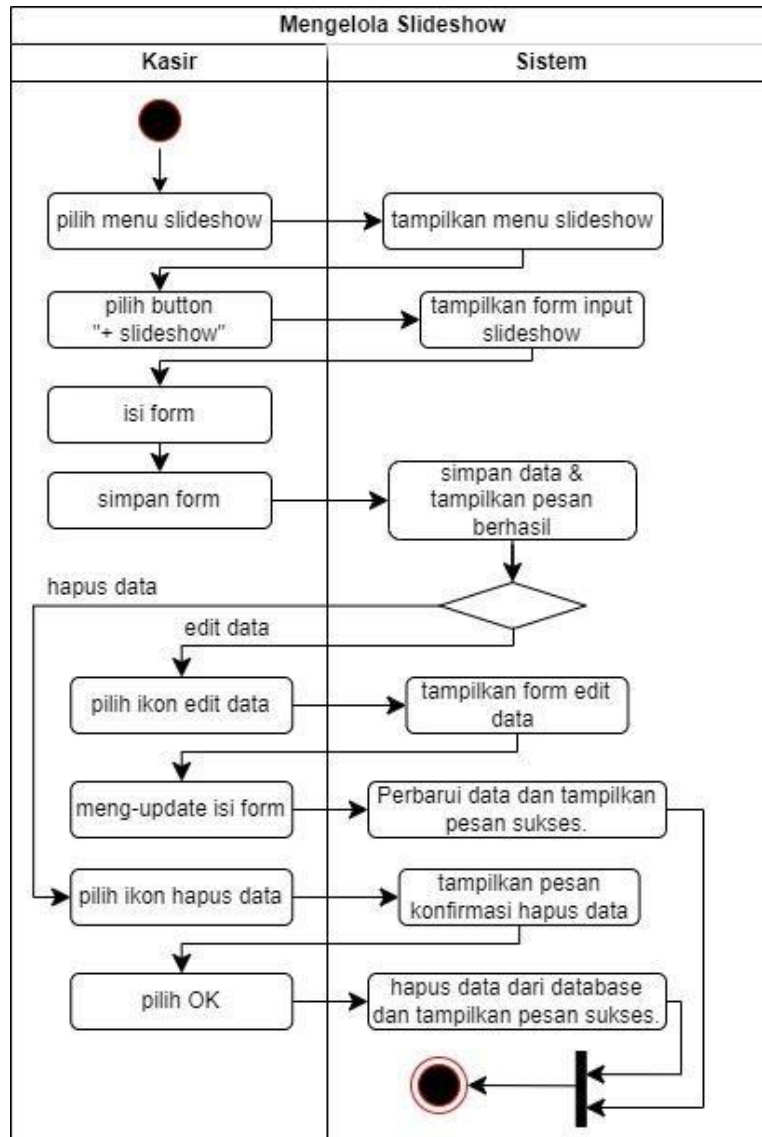 Mengelola Slideshow
Kasir
Sistem
pilih menu slideshow
tampilkan menu slideshow
pilih button
"+ slideshow"
tampilkan form input
slideshow
isi form
simpan form
simpan data &
tampilkan pesan
berhasil
hapus data
edit data
pilih ikon edit data
tampilkan form edit
data
meng-update isi form
Perbarui data dan tampilkan
pesan sukses.
pilih ikon hapus data
tampilkan pesan
konfirmasi hapus data
pilih OK
hapus data dari database
dan tampilkan pesan sukses.